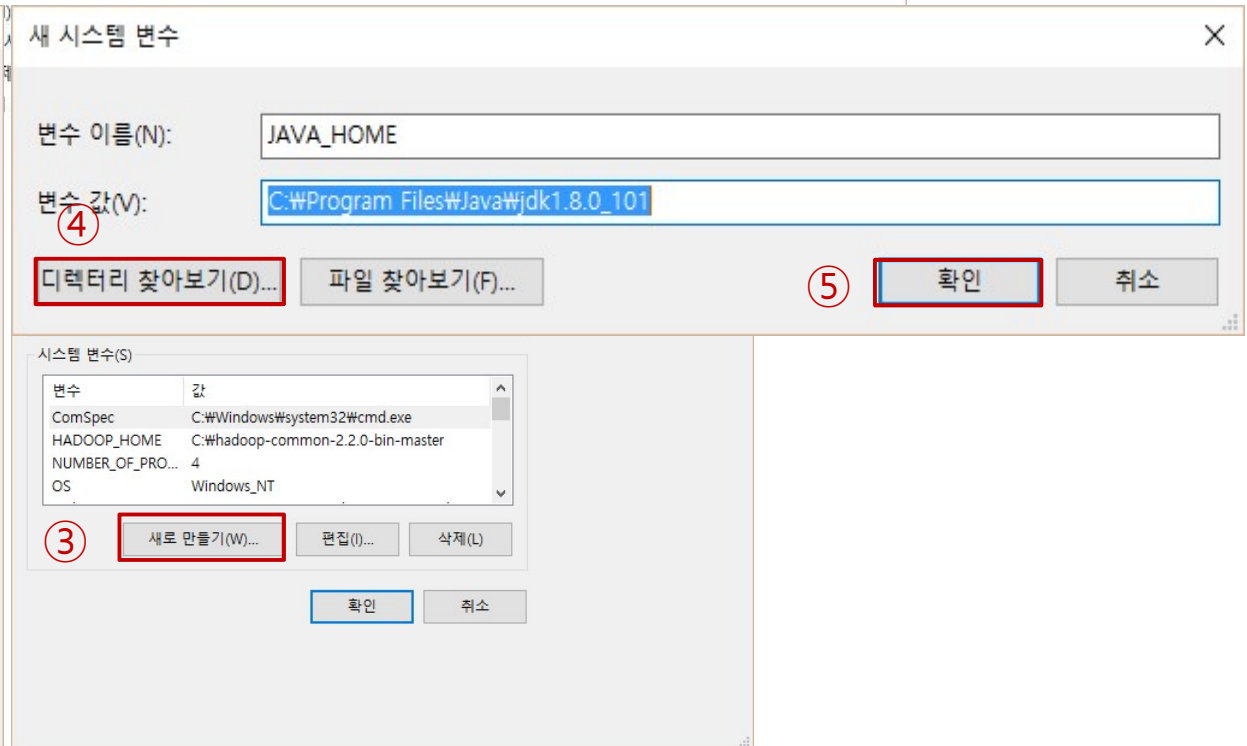 새 시스템 변수
변수 이름(N): JAVA_HOME
변수 값(V): C:₩Program Files₩Java₩jdk1.8.0_101
④
디렉터리 찾아보기(D)... 파일 찾아보기(F)... ⑤ 확인 취소
시스템 변수(S)
변수 값
ComSpec C:₩Windows₩system32₩cmd.exe
HADOOP_HOME C:₩hadoop-common-2.2.0-bin-master
NUMBER_OF_PRO... 4
OS Windows_NT
③ 새로 만들기(W)... 편집(I)... 삭제(L)
확인 취소